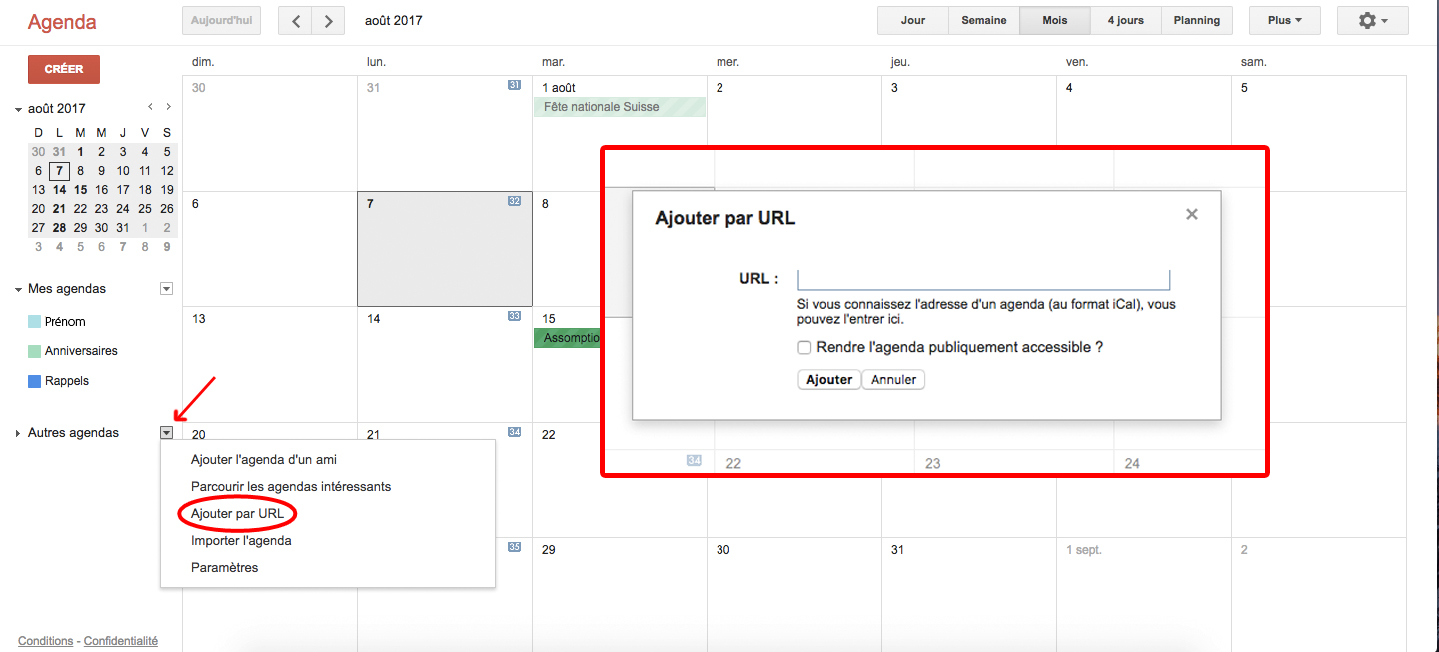 Agenda
Aujourd'hui
août 2017
Jour Semaine Mois 4 jours Planning Plus
CRÉER
août 2017
D L M M J V S
30 31 1 2 3 4 5
6 7 8 9 10 11 12
13 14 15 16 17 18 19
20 21 22 23 24 25 26
27 28 29 30 31 1 2
3 4 5 6 7 8 9
Mes agendas
Prénom
Anniversaires
Rappels
Autres agendas
Ajouter l'agenda d'un ami
Parcourir les agendas intéressants
Ajouter par URL
Importer l'agenda
Paramètres
Conditions - Confidentialité
dim. lun. mar. mer. jeu. ven. sam.
30 31 31 1 août 2 3 4 5
Fête nationale Suisse
6 7 32 8
13 14 33 15
Assomptio
20 21 34 22
35 29 30 31 1 sept. 2
Ajouter par URL
URL :
Si vous connaissez l'adresse d'un agenda (au format iCal), vous
pouvez l'entrer ici.
Rendre l'agenda publiquement accessible ?
Ajouter Annuler
34 22 23 24